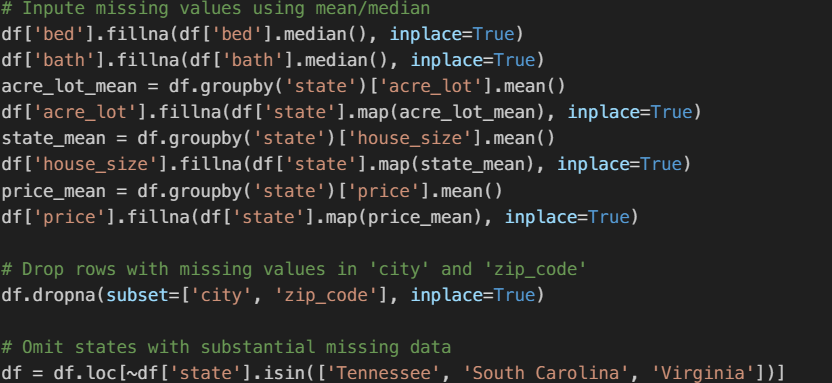 # Inpute missing values using mean/median
df['bed'].fillna(df['bed'].median(), inplace=True)
df['bath'].fillna(df['bath'].median(), inplace=True)
acre_lot_mean = df.groupby('state')['acre_lot'].mean()
df['acre_lot'].fillna(df['state'].map(acre_lot_mean), inplace=True)
state_mean = df.groupby('state')['house_size'].mean()
df['house_size'].fillna(df['state'].map(state_mean), inplace=True)
price_mean = df.groupby('state')['price'].mean()
df['price'].fillna(df['state'].map(price_mean), inplace=True)

# Drop rows with missing values in 'city' and 'zip_code'
df.dropna(subset=['city', 'zip_code'], inplace=True)

# Omit states with substantial missing data
df = df.loc[~df['state'].isin(['Tennessee', 'South Carolina', 'Virginia'])]